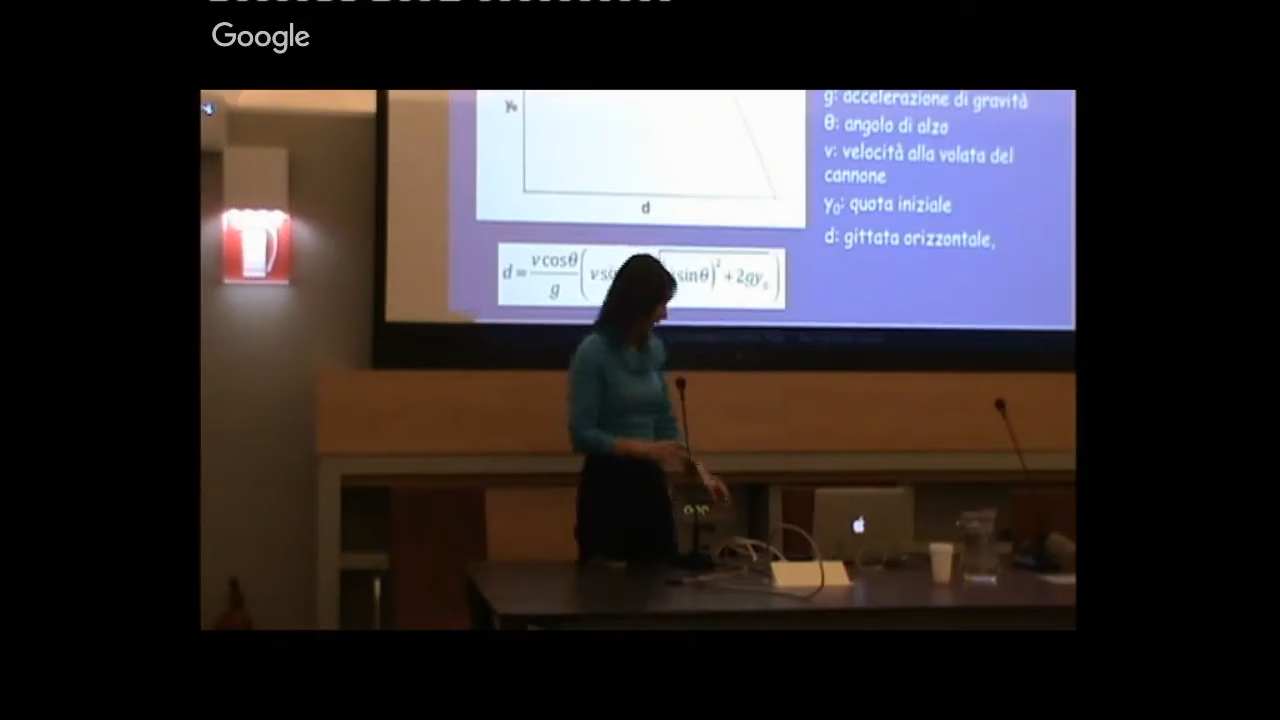 Google
y₀
g: accelerazione di gravità
θ: angolo di alzo
v: velocità alla volata del
cannone
y₀: quota iniziale
d: gittata orizzontale,
d
d = vcosθ
g
sinθ)² + 2gy₀